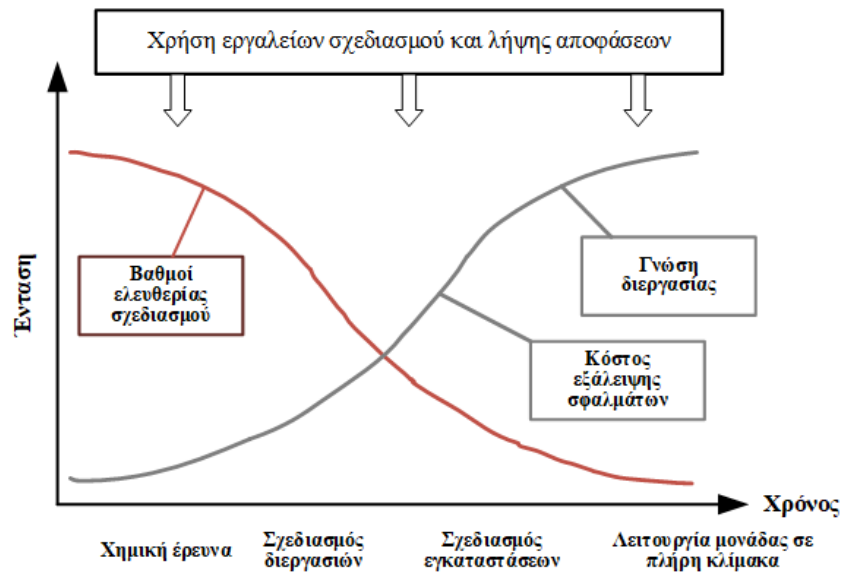 Χρήση εργαλείων σχεδιασμού και λήψης αποφάσεων
Ένταση
Βαθμοί
ελευθερίας
σχεδιασμού
Γνώση
διεργασίας
Κόστος
εξάλειψης
σφαλμάτων
Χρόνος
Χημική έρευνα
Σχεδιασμός
διεργασιών
Σχεδιασμός
εγκαταστάσεων
Λειτουργία μονάδας σε
πλήρη κλίμακα